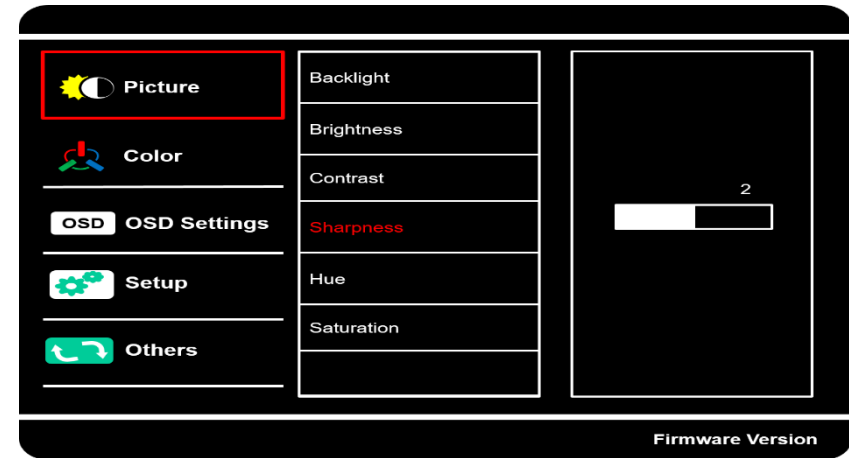 Picture
Color
OSD OSD Settings
Setup
Others
Backlight
Brightness
Contrast
Sharpness
Hue
Saturation
2
Firmware Version